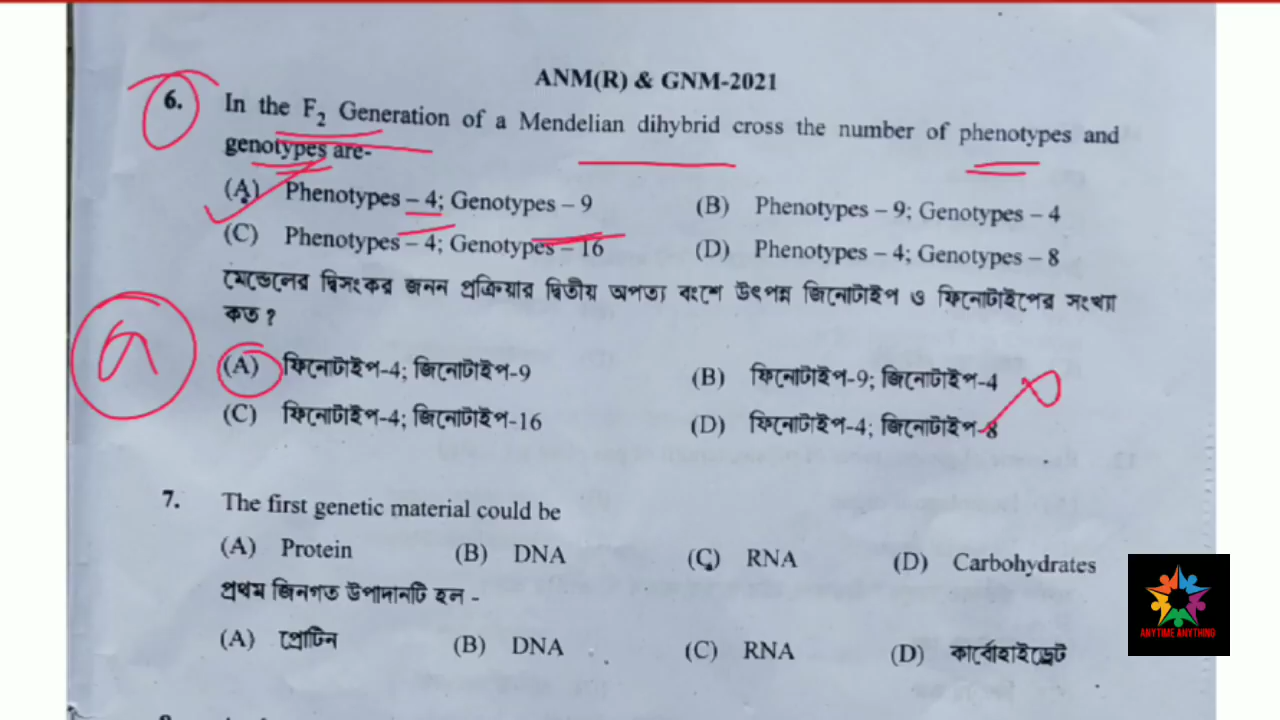 ANM(R) & GNM-2021
6. In the F2 Generation of a Mendelian dihybrid cross the number of phenotypes and
genotypes are-
(A) Phenotypes – 4; Genotypes – 9 (B) Phenotypes – 9; Genotypes – 4
(C) Phenotypes – 4; Genotypes – 16 (D) Phenotypes – 4; Genotypes – 8
মেন্ডেলের দ্বিসংকর জনন প্রক্রিয়ার দ্বিতীয় অপত্য বংশে উৎপন্ন জিনোটাইপ ও ফিনোটাইপের সংখ্যা
কত ?
(A) ফিনোটাইপ-4; জিনোটাইপ-9 (B) ফিনোটাইপ-9; জিনোটাইপ-4
(C) ফিনোটাইপ-4; জিনোটাইপ-16 (D) ফিনোটাইপ-4; জিনোটাইপ-8
7. The first genetic material could be
(A) Protein (B) DNA (C) RNA (D) Carbohydrates
প্রথম জিনগত উপাদানটি হল -
(A) প্রোটিন (B) DNA (C) RNA (D) কার্বোহাইড্রেট
ANYTIME ANYTHING